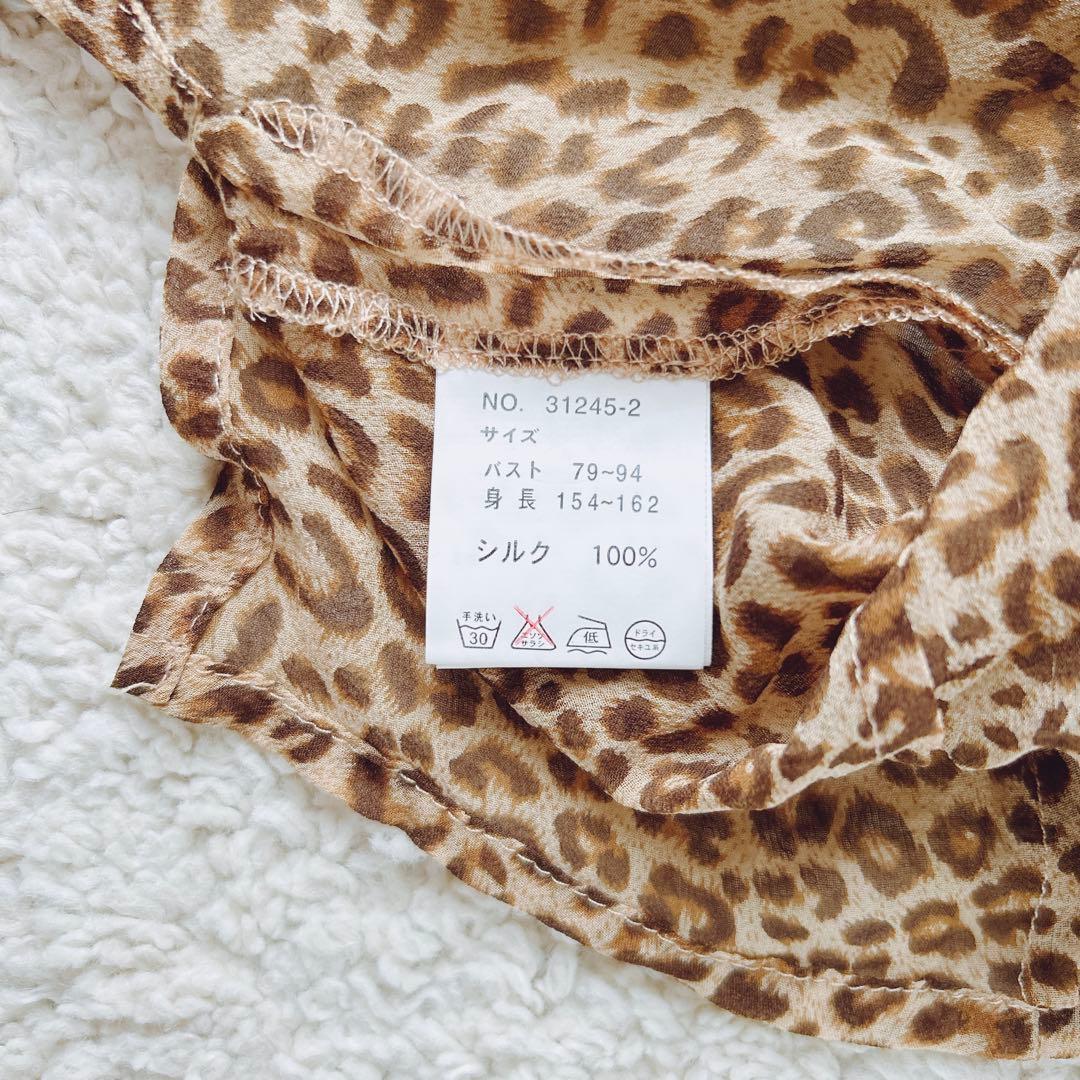 NO. 31245-2
サイズ
バスト 79~94
身長 154~162
シルク 100%
手洗い
30
エンソ
サラシ
低
ドライ
セキユ系